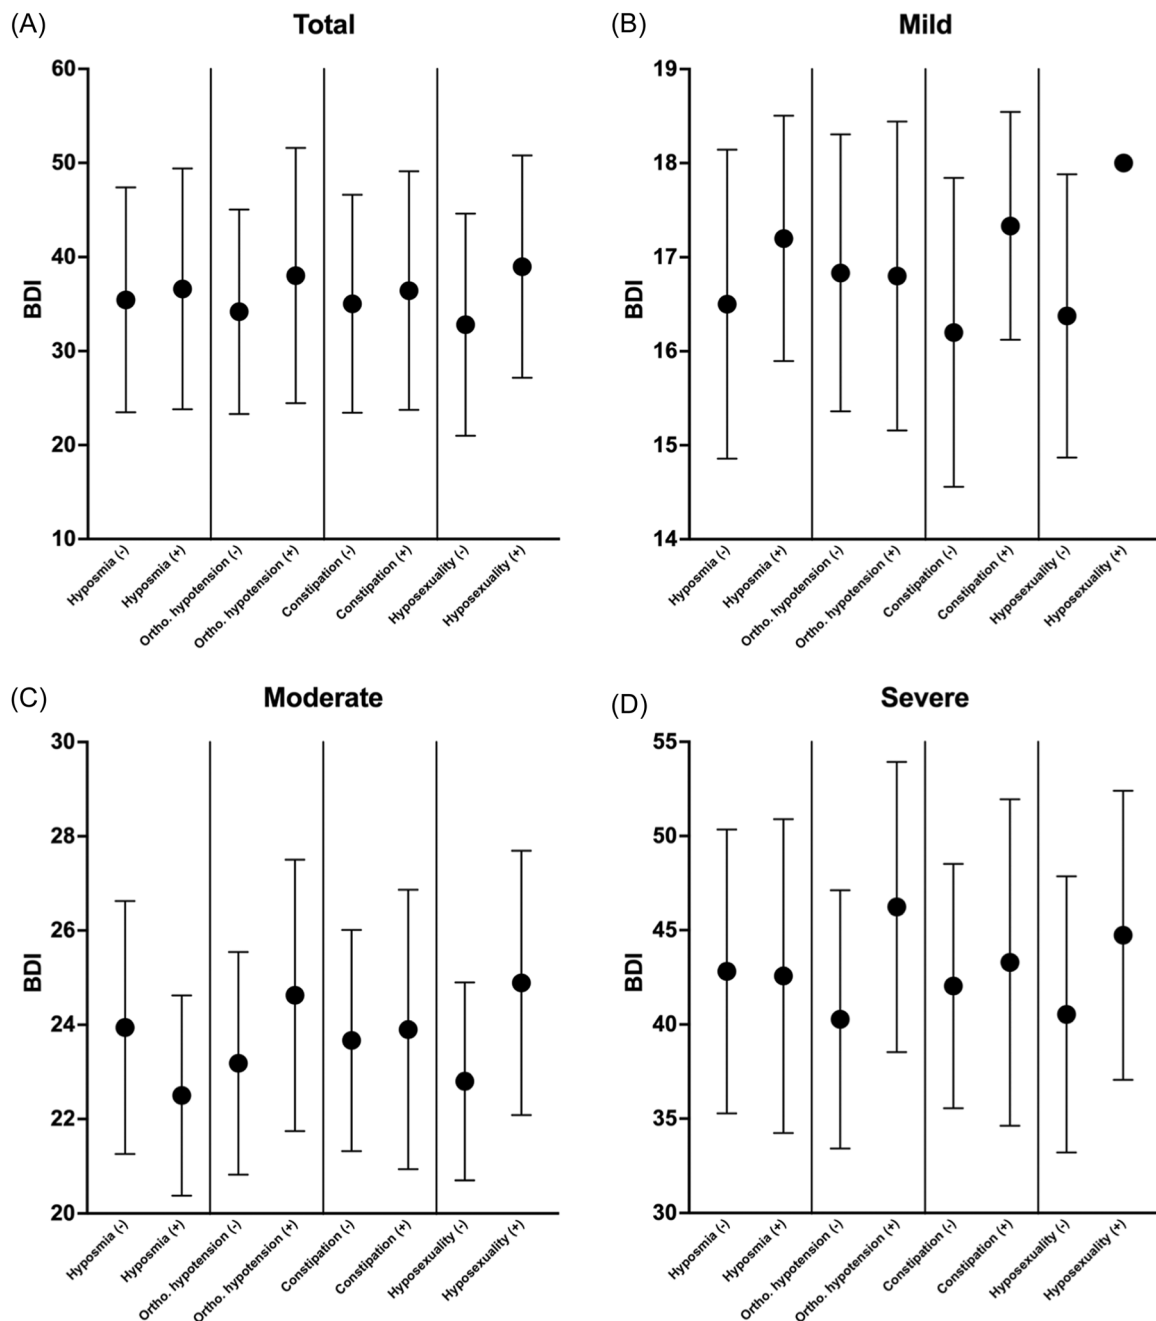 (A)
Total
60
50
40
30
20
10
BDI
Hyposmia (-)
Hyposmia (+)
Ortho. hypotension (-)
Ortho. hypotension (+)
Constipation (-)
Constipation (+)
Hyposexuality (-)
Hyposexuality (+)
(B)
Mild
19
18
17
16
15
14
BDI
Hyposmia (-)
Hyposmia (+)
Ortho. hypotension (-)
Ortho. hypotension (+)
Constipation (-)
Constipation (+)
Hyposexuality (-)
Hyposexuality (+)
(C)
Moderate
30
28
26
24
22
20
BDI
Hyposmia (-)
Hyposmia (+)
Ortho. hypotension (-)
Ortho. hypotension (+)
Constipation (-)
Constipation (+)
Hyposexuality (-)
Hyposexuality (+)
(D)
Severe
55
50
45
40
35
30
BDI
Hyposmia (-)
Hyposmia (+)
Ortho. hypotension (-)
Ortho. hypotension (+)
Constipation (-)
Constipation (+)
Hyposexuality (-)
Hyposexuality (+)